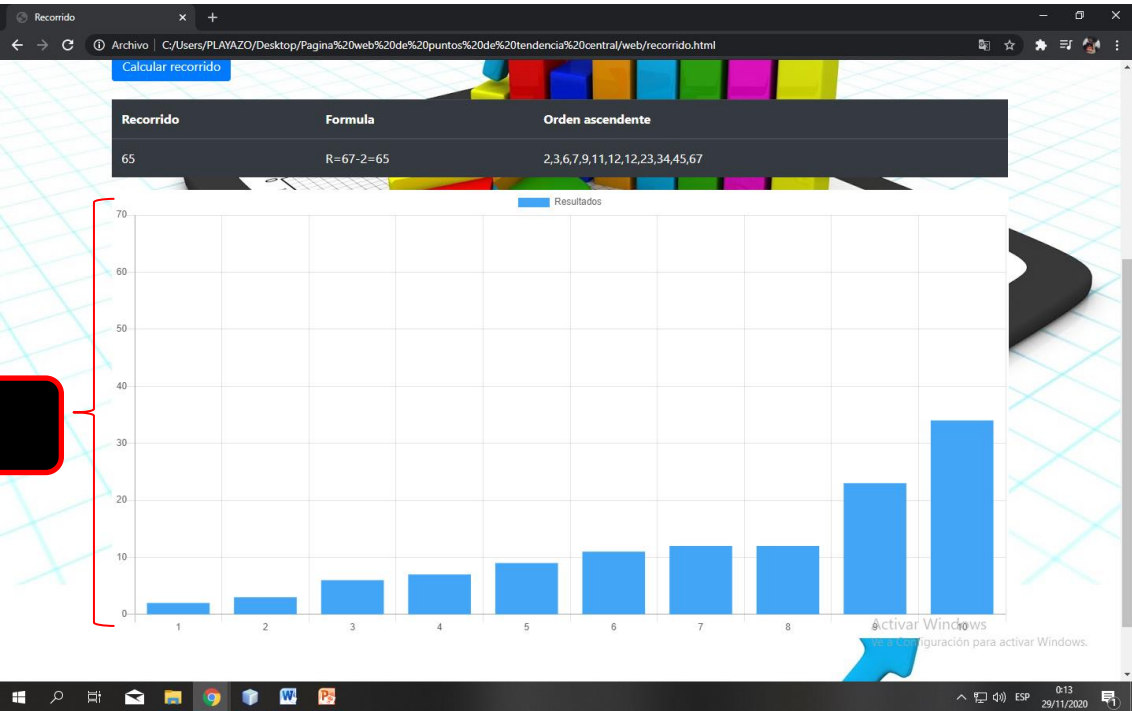 Recorrido
Archivo | C:/Users/PLAYAZO/Desktop/Pagina%20web%20de%20puntos%20de%20tendencia%20central/web/recorrido.html
Calcular recorrido
Recorrido Formula Orden ascendente
65 R=67-2=65 2,3,6,7,9,11,12,12,23,34,45,67
Resultados
70
60
50
40
30
20
10
0
1 2 3 4 5 6 7 8 9 10
Activar Windows
Ve a Configuración para activar Windows.
ESP 0:13
29/11/2020